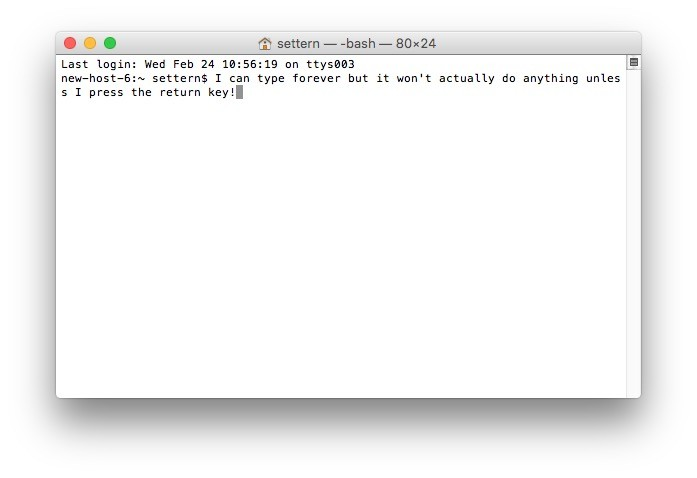 settern — -bash — 80×24
Last login: Wed Feb 24 10:56:19 on ttys003
new-host-6:~ settern$ I can type forever but it won't actually do anything unles
s I press the return key!